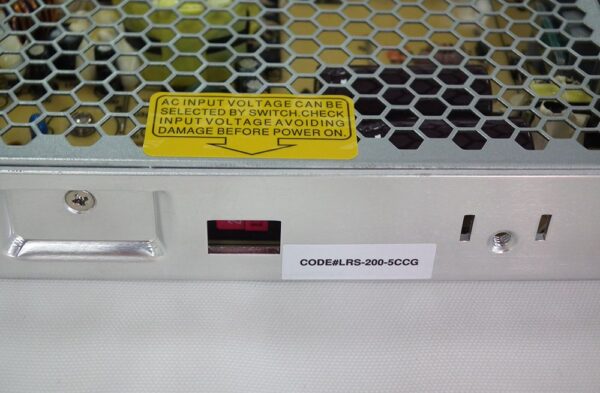 AC INPUT VOLTAGE CAN BE
SELECTED BY SWITCH.CHECK
INPUT VOLTAGE AVOIDING
DAMAGE BEFORE POWER ON.
CODE#LRS-200-5CCG